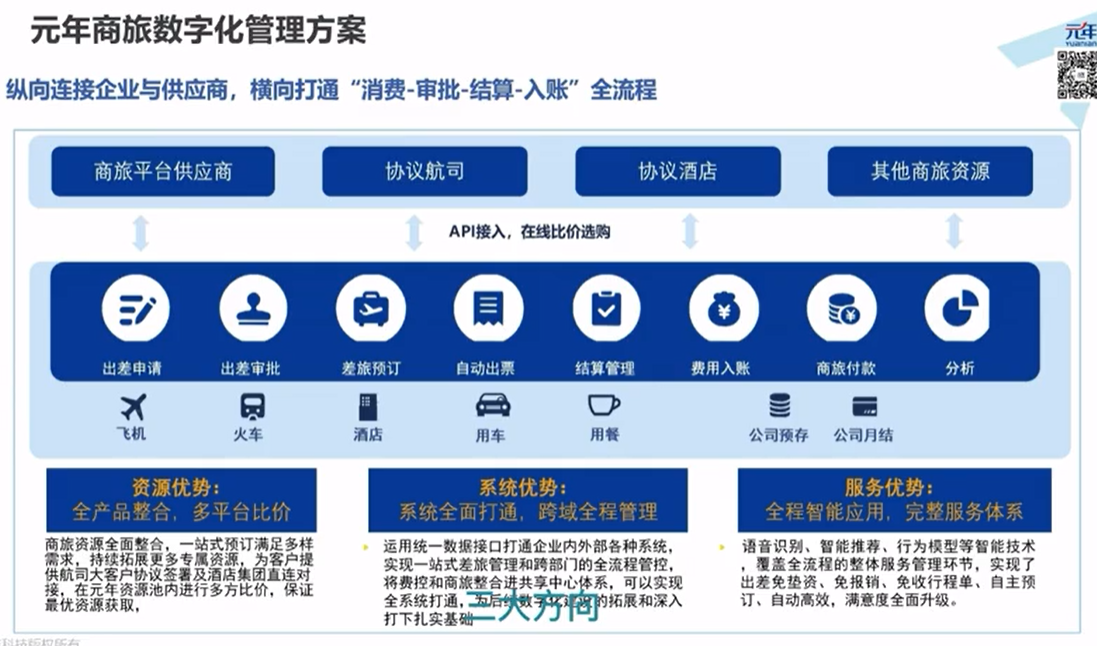 元年商旅数字化管理方案
元年
YUANIAN
纵向连接企业与供应商，横向打通“消费-审批-结算-入账”全流程
商旅平台供应商
协议航司
协议酒店
其他商旅资源
API接入，在线比价选购
出差申请
出差审批
差旅预订
自动出票
结算管理
费用入账
商旅付款
分析
飞机
火车
酒店
用车
用餐
公司预存
公司月结
资源优势：
全产品整合，多平台比价
商旅资源全面整合，一站式预订满足多样
需求，持续拓展更多专属资源，为客户提
供航司大客户协议签署及酒店集团直连对
接，在元年资源池内进行多方比价，保证
最优资源获取，
系统优势：
系统全面打通，跨域全程管理
运用统一数据接口打通企业内外部各种系统，
实现一站式差旅管理和跨部门的全流程管控，
将费控和商旅整合进共享中心体系，可以实现
全系统打通，为后续数字化建设的拓展和深入
打下扎实基础
服务优势：
全程智能应用，完整服务体系
语音识别、智能推荐、行为模型等智能技术
，覆盖全流程的整体服务管理环节，实现了
出差免垫资、免报销、免收行程单、自主预
订、自动高效，满意度全面升级。
三大方向
科技版权所有